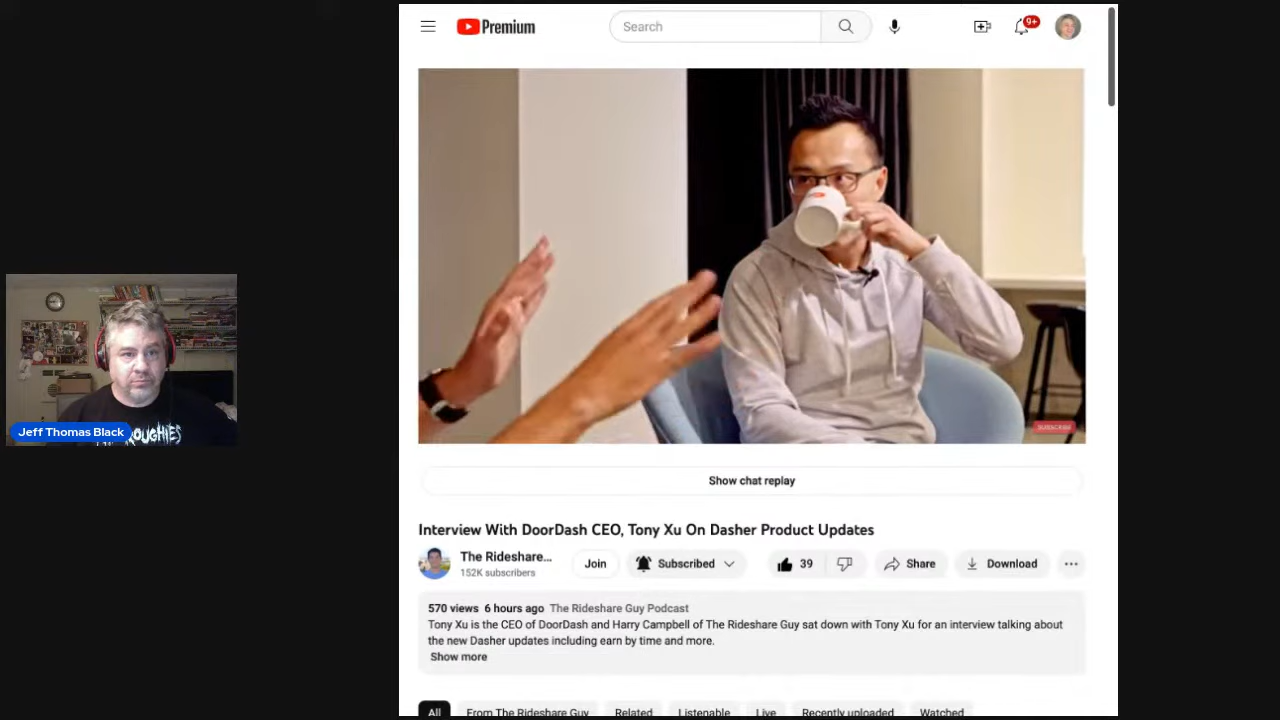 Premium
Search
9+
SUBSCRIBE
Jeff Thomas Black
ROUGHIES
Show chat replay
Interview With DoorDash CEO, Tony Xu On Dasher Product Updates
The Rideshare...
152K subscribers
Join
Subscribed
39
Share
Download
570 views 6 hours ago The Rideshare Guy Podcast
Tony Xu is the CEO of DoorDash and Harry Campbell of The Rideshare Guy sat down with Tony Xu for an interview talking about
the new Dasher updates including earn by time and more.
Show more
All From The Rideshare Guy Related Listenable Live Recently uploaded Watched